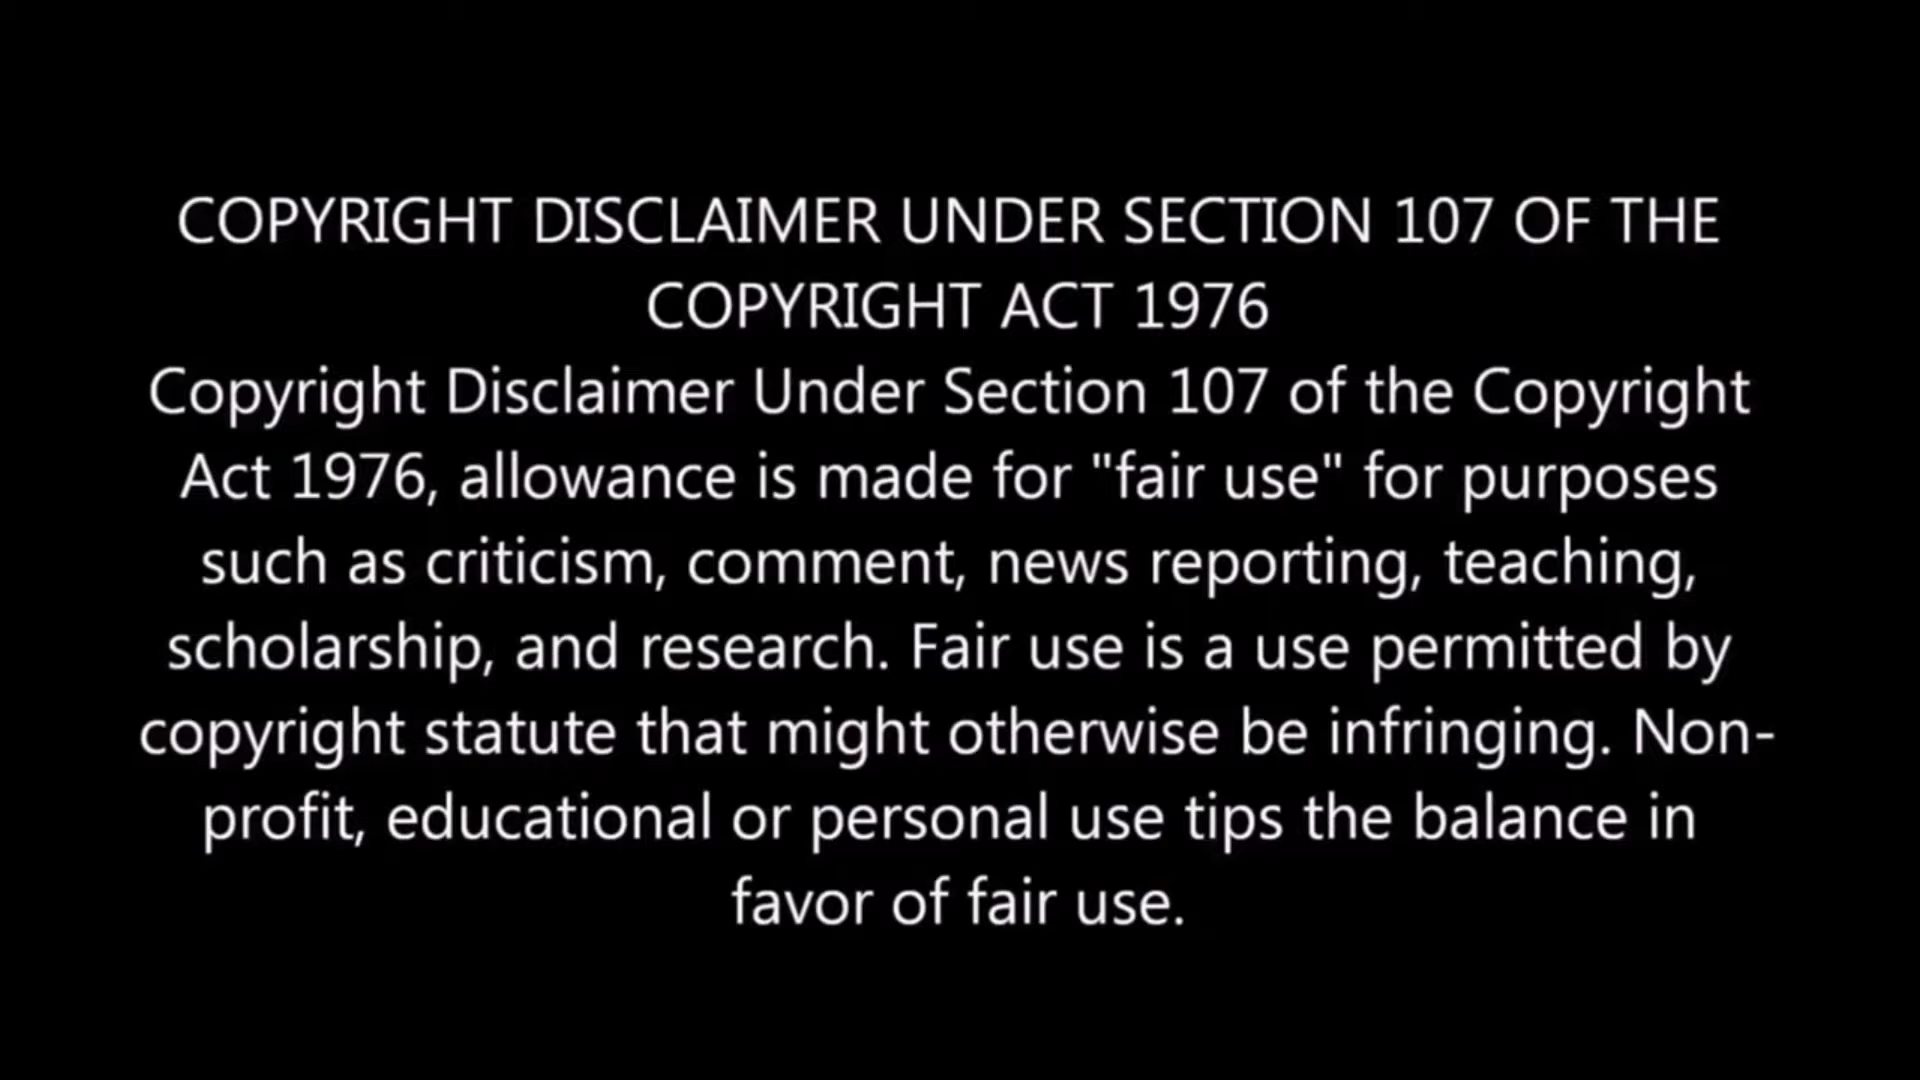 COPYRIGHT DISCLAIMER UNDER SECTION 107 OF THE
COPYRIGHT ACT 1976
Copyright Disclaimer Under Section 107 of the Copyright
Act 1976, allowance is made for "fair use" for purposes
such as criticism, comment, news reporting, teaching,
scholarship, and research. Fair use is a use permitted by
copyright statute that might otherwise be infringing. Non-
profit, educational or personal use tips the balance in
favor of fair use.